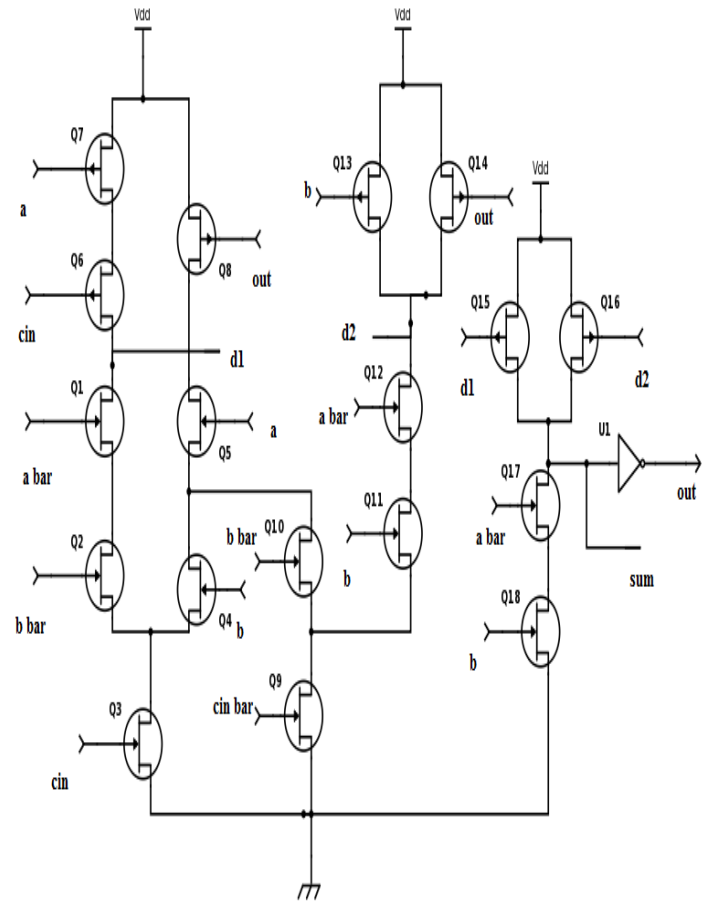 Vdd
Vdd
Q7
Q13
Q14
b
Vdd
a
out
Q6
Q8
out
Q15
Q16
cin
d2
d1
Q12
d1
d2
Q1
a bar
a
Q5
U1
a bar
Q17
out
Q10
Q11
b bar
a bar
Q2
b
sum
Q18
b bar
Q4
b
b
Q9
cin bar
Q3
cin